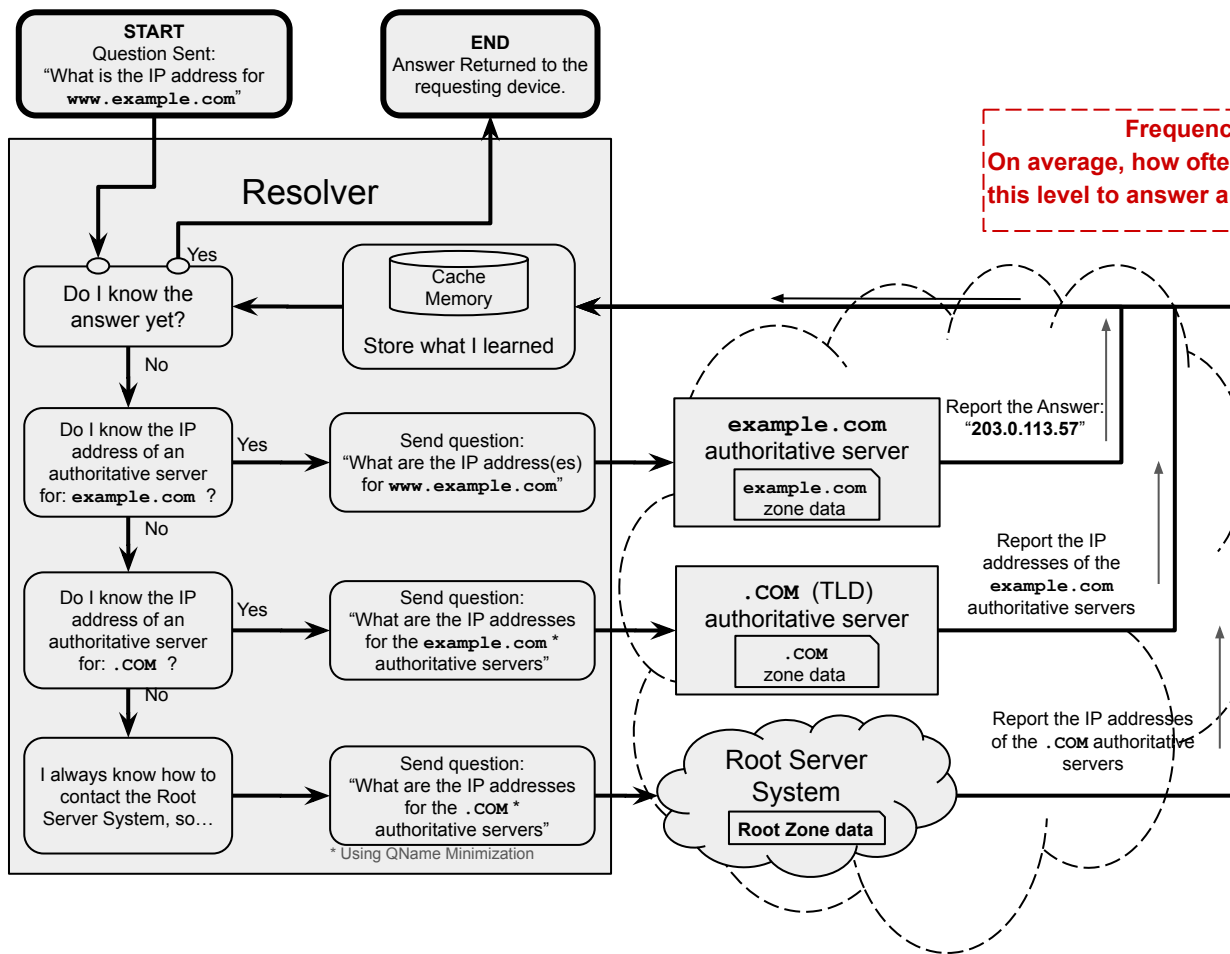 START
Question Sent:
“What is the IP address for
www.example.com”
END
Answer Returned to the
requesting device.
On average, how
this level to answer a
Resolver
Yes
Do I know the
answer yet?
Cache
Memory
Store what I learned
No
Do I know the IP
address of an
authoritative server
for: example.com ?
Yes
Send question:
“What are the IP address(es)
for www.example.com”
example.com
authoritative server
example.com
zone data
Report the Answer:
“203.0.113.57”
No
Do I know the IP
address of an
authoritative server
for: .COM ?
Yes
Send question:
“What are the IP addresses
for the example.com *
authoritative servers”
.COM (TLD)
authoritative server
.COM
zone data
Report the IP
addresses of the
example.com
authoritative servers
No
I always know how to
contact the Root
Server System, so…
Send question:
“What are the IP addresses
for the .COM *
authoritative servers”
* Using QName Minimization
Root Server
System
Root Zone data
Report the IP addresses
of the .COM authoritative
servers